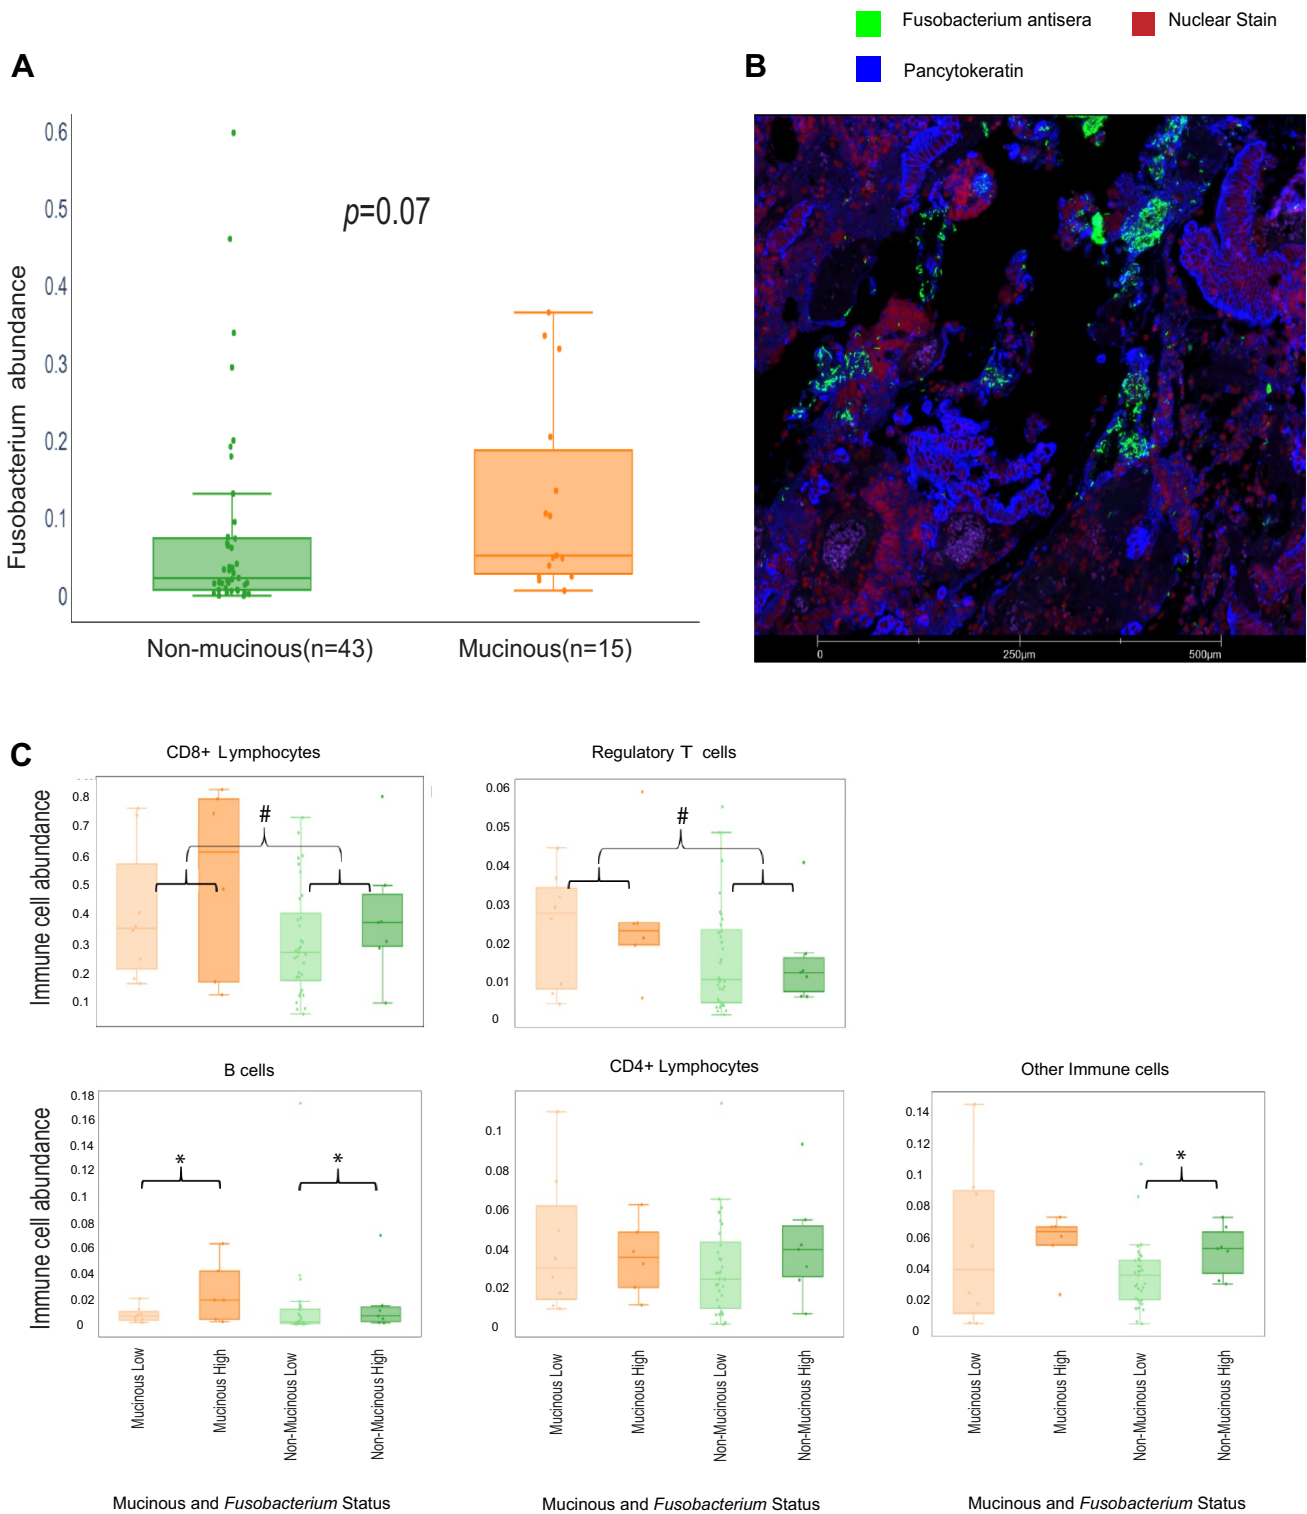 Fusobacterium antisera
Nuclear Stain
Pancytokeratin
A
B
Fusobacterium abundance
0.6
0.5
0.4
0.3
0.2
0.1
0
p=0.07
Non-mucinous(n=43)
Mucinous(n=15)
0
250µm
500µm
C
CD8+ Lymphocytes
Immune cell abundance
0.8
0.7
0.6
0.5
0.4
0.3
0.2
0.1
#
Regulatory T cells
0.06
0.05
0.04
0.03
0.02
0.01
0
#
B cells
Immune cell abundance
0.18
0.16
0.14
0.12
0.1
0.08
0.06
0.04
0.02
0
*
*
Mucinous Low
Mucinous High
Non-Mucinous Low
Non-Mucinous High
Mucinous and Fusobacterium Status
CD4+ Lymphocytes
0.1
0.08
0.06
0.04
0.02
0
Mucinous Low
Mucinous High
Non-Mucinous Low
Non-Mucinous High
Mucinous and Fusobacterium Status
Other Immune cells
0.14
0.12
0.1
0.08
0.06
0.04
0.02
0
*
Mucinous Low
Mucinous High
Non-Mucinous Low
Non-Mucinous High
Mucinous and Fusobacterium Status